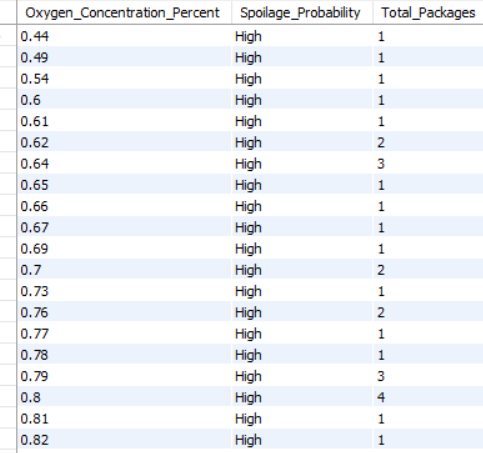 Oxygen_Concentration_Percent Spoilage_Probability Total_Packages
0.44 High 1
0.49 High 1
0.54 High 1
0.6 High 1
0.61 High 1
0.62 High 2
0.64 High 3
0.65 High 1
0.66 High 1
0.67 High 1
0.69 High 1
0.7 High 2
0.73 High 1
0.76 High 2
0.77 High 1
0.78 High 1
0.79 High 3
0.8 High 4
0.81 High 1
0.82 High 1